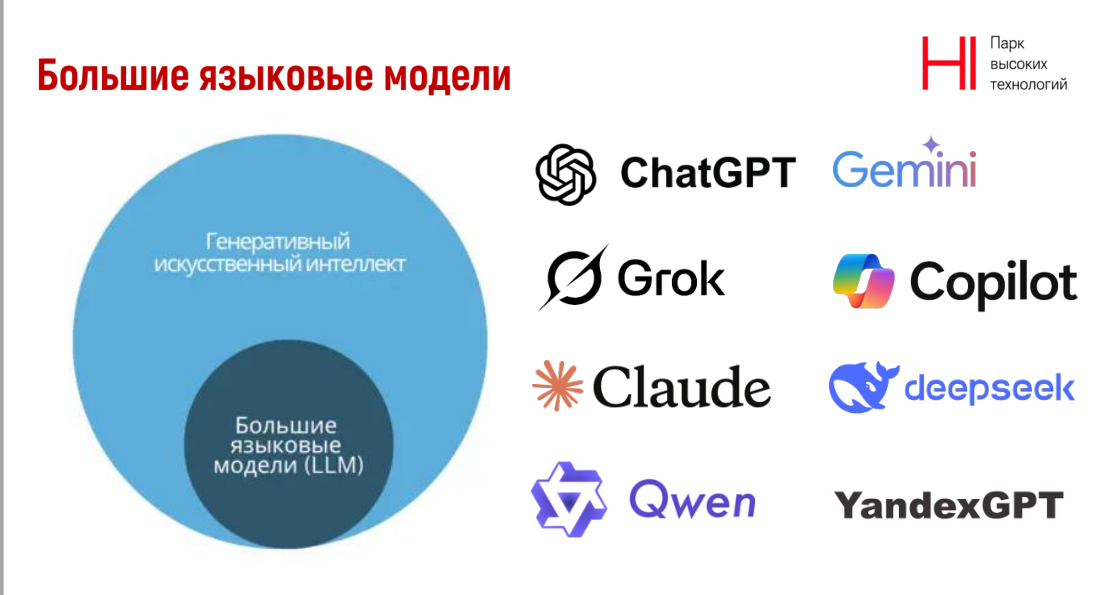 Большие языковые модели
HI
Парк
высоких
технологий
Генеративный
искусственный интеллект
Большие
языковые
модели (LLM)
ChatGPT
Gemini
Grok
Copilot
Claude
deepseek
Qwen
YandexGPT